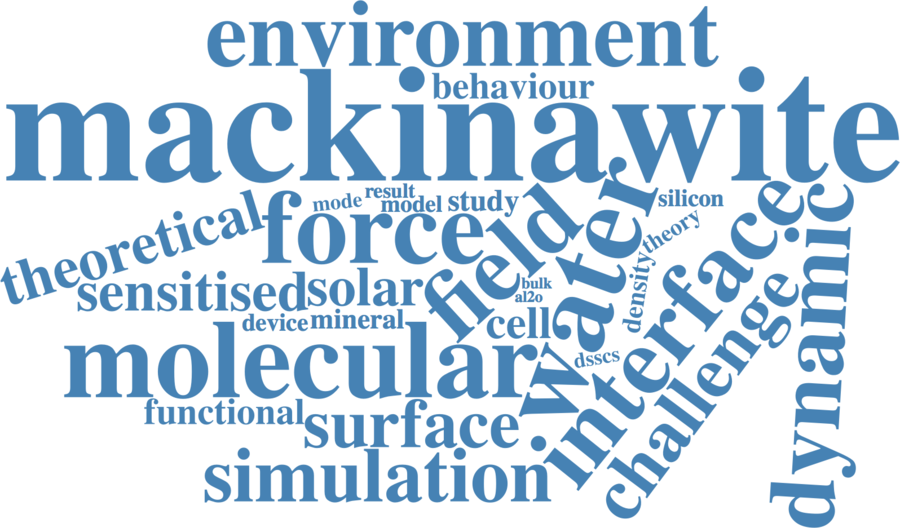 environment
behaviour
mackinawite
theoretical
force
mode
result
model
study
field
water
silicon
interface
dynamic
sensitised
solar
bulk
al2o
density
theory
challenge
device
mineral
cell
molecular
dsscs
functional
surface
simulation